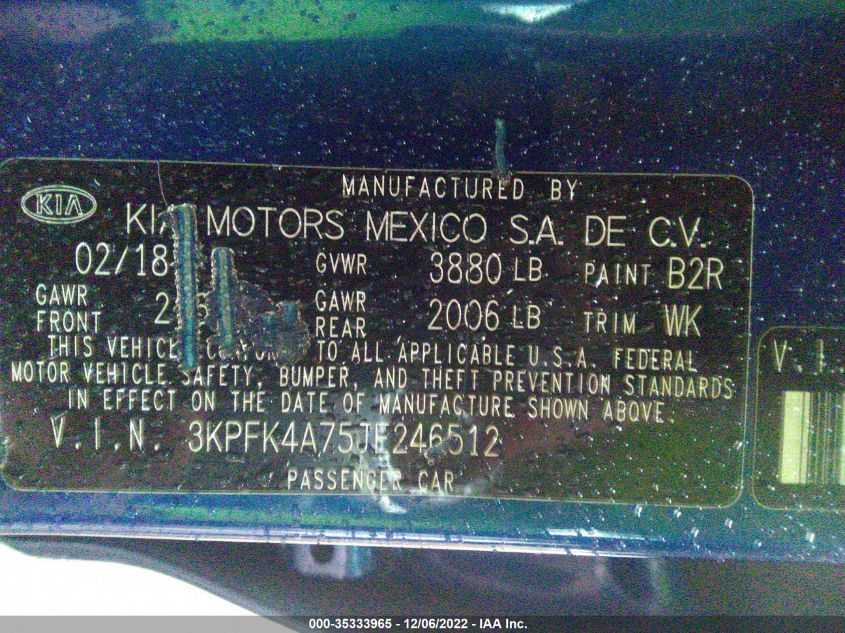 MANUFACTURED BY
KIA
KIA MOTORS MEXICO S.A. DE C.V.
02/18 GVWR 3880 LB PAINT B2R
GAWR FRONT GAWR REAR 2006 LB TRIM WK
THIS VEHICLE TO ALL APPLICABLE U.S.A. FEDERAL
MOTOR VEHICLE SAFETY, BUMPER, AND THEFT PREVENTION STANDARDS
IN EFFECT ON THE DATE OF MANUFACTURE SHOWN ABOVE.
V.I.N. 3KPFK4A75JE246512
PASSENGER CAR
V.I.
000-35333965 - 12/06/2022 - IAA Inc.